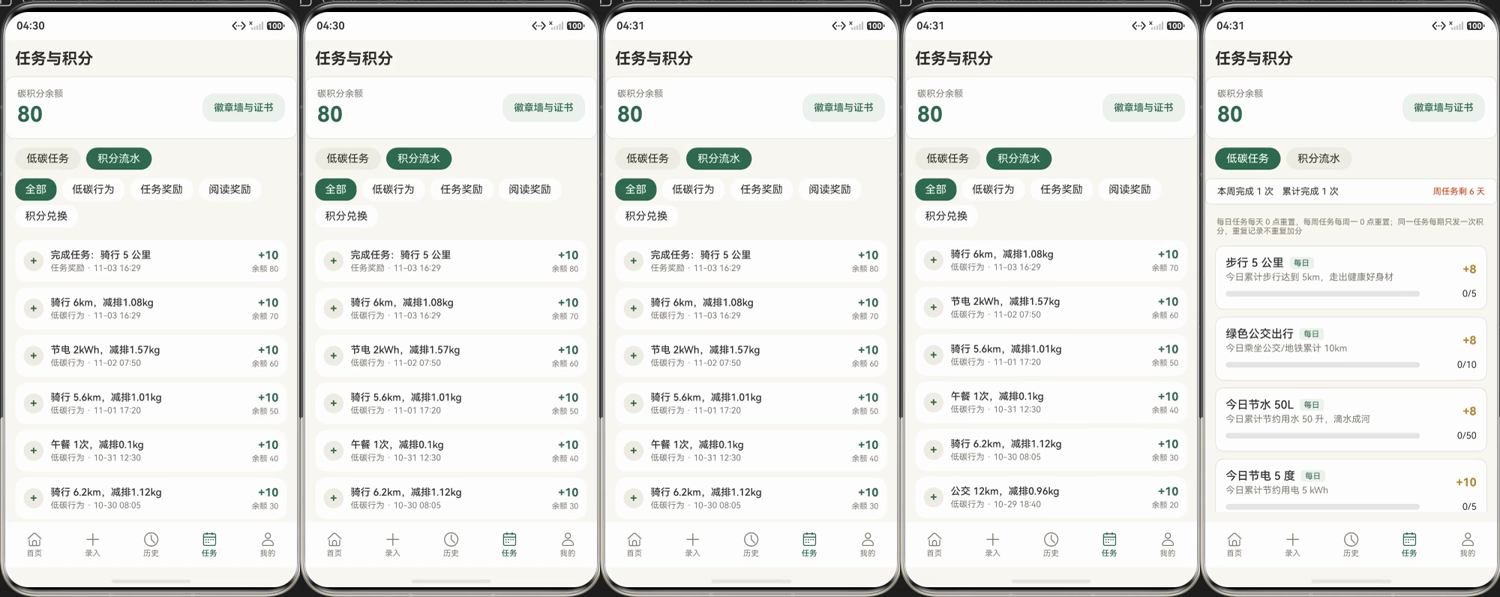 04:30
100
任务与积分
碳积分余额
80
徽章墙与证书
低碳任务 积分流水
全部 低碳行为 任务奖励 阅读奖励
积分兑换
完成任务：骑行 5 公里 +10
任务奖励 · 11-03 16:29 余额 80
骑行 6km，减排1.08kg +10
低碳行为 · 11-03 16:29 余额 70
节电 2kWh，减排1.57kg +10
低碳行为 · 11-02 07:50 余额 60
骑行 5.6km，减排1.01kg +10
低碳行为 · 11-01 17:20 余额 50
午餐 1次，减排0.1kg +10
低碳行为 · 10-31 12:30 余额 40
骑行 6.2km，减排1.12kg +10
低碳行为 · 10-30 08:05 余额 30
首页 录入 历史 任务 我的
04:30
100
任务与积分
碳积分余额
80
徽章墙与证书
低碳任务 积分流水
全部 低碳行为 任务奖励 阅读奖励
积分兑换
完成任务：骑行 5 公里 +10
任务奖励 · 11-03 16:29 余额 80
骑行 6km，减排1.08kg +10
低碳行为 · 11-03 16:29 余额 70
节电 2kWh，减排1.57kg +10
低碳行为 · 11-02 07:50 余额 60
骑行 5.6km，减排1.01kg +10
低碳行为 · 11-01 17:20 余额 50
午餐 1次，减排0.1kg +10
低碳行为 · 10-31 12:30 余额 40
骑行 6.2km，减排1.12kg +10
低碳行为 · 10-30 08:05 余额 30
首页 录入 历史 任务 我的
04:31
100
任务与积分
碳积分余额
80
徽章墙与证书
低碳任务 积分流水
全部 低碳行为 任务奖励 阅读奖励
积分兑换
完成任务：骑行 5 公里 +10
任务奖励 · 11-03 16:29 余额 80
骑行 6km，减排1.08kg +10
低碳行为 · 11-03 16:29 余额 70
节电 2kWh，减排1.57kg +10
低碳行为 · 11-02 07:50 余额 60
骑行 5.6km，减排1.01kg +10
低碳行为 · 11-01 17:20 余额 50
午餐 1次，减排0.1kg +10
低碳行为 · 10-31 12:30 余额 40
骑行 6.2km，减排1.12kg +10
低碳行为 · 10-30 08:05 余额 30
首页 录入 历史 任务 我的
04:31
100
任务与积分
碳积分余额
80
徽章墙与证书
低碳任务 积分流水
全部 低碳行为 任务奖励 阅读奖励
积分兑换
骑行 6km，减排1.08kg +10
低碳行为 · 11-03 16:29 余额 70
节电 2kWh，减排1.57kg +10
低碳行为 · 11-02 07:50 余额 60
骑行 5.6km，减排1.01kg +10
低碳行为 · 11-01 17:20 余额 50
午餐 1次，减排0.1kg +10
低碳行为 · 10-31 12:30 余额 40
骑行 6.2km，减排1.12kg +10
低碳行为 · 10-30 08:05 余额 30
公交 12km，减排0.96kg +10
低碳行为 · 10-29 18:40 余额 20
首页 录入 历史 任务 我的
04:31
100
任务与积分
碳积分余额
80
徽章墙与证书
低碳任务 积分流水
本周完成 1 次 累计完成 1 次 周任务剩 6 天
每日任务每天 0 点重置，每周任务每周一 0 点重置；同一任务每期只发一次积
分，重复记录不重复加分
步行 5 公里 每日 +8
今日累计步行达到 5km，走出健康好身材
0/5
绿色公交出行 每日 +8
今日乘坐公交/地铁累计 10km
0/10
今日节水 50L 每日 +8
今日累计节约用水 50 升，滴水成河
0/50
今日节电 5 度 每日 +10
今日累计节约用电 5 kWh
0/5
首页 录入 历史 任务 我的